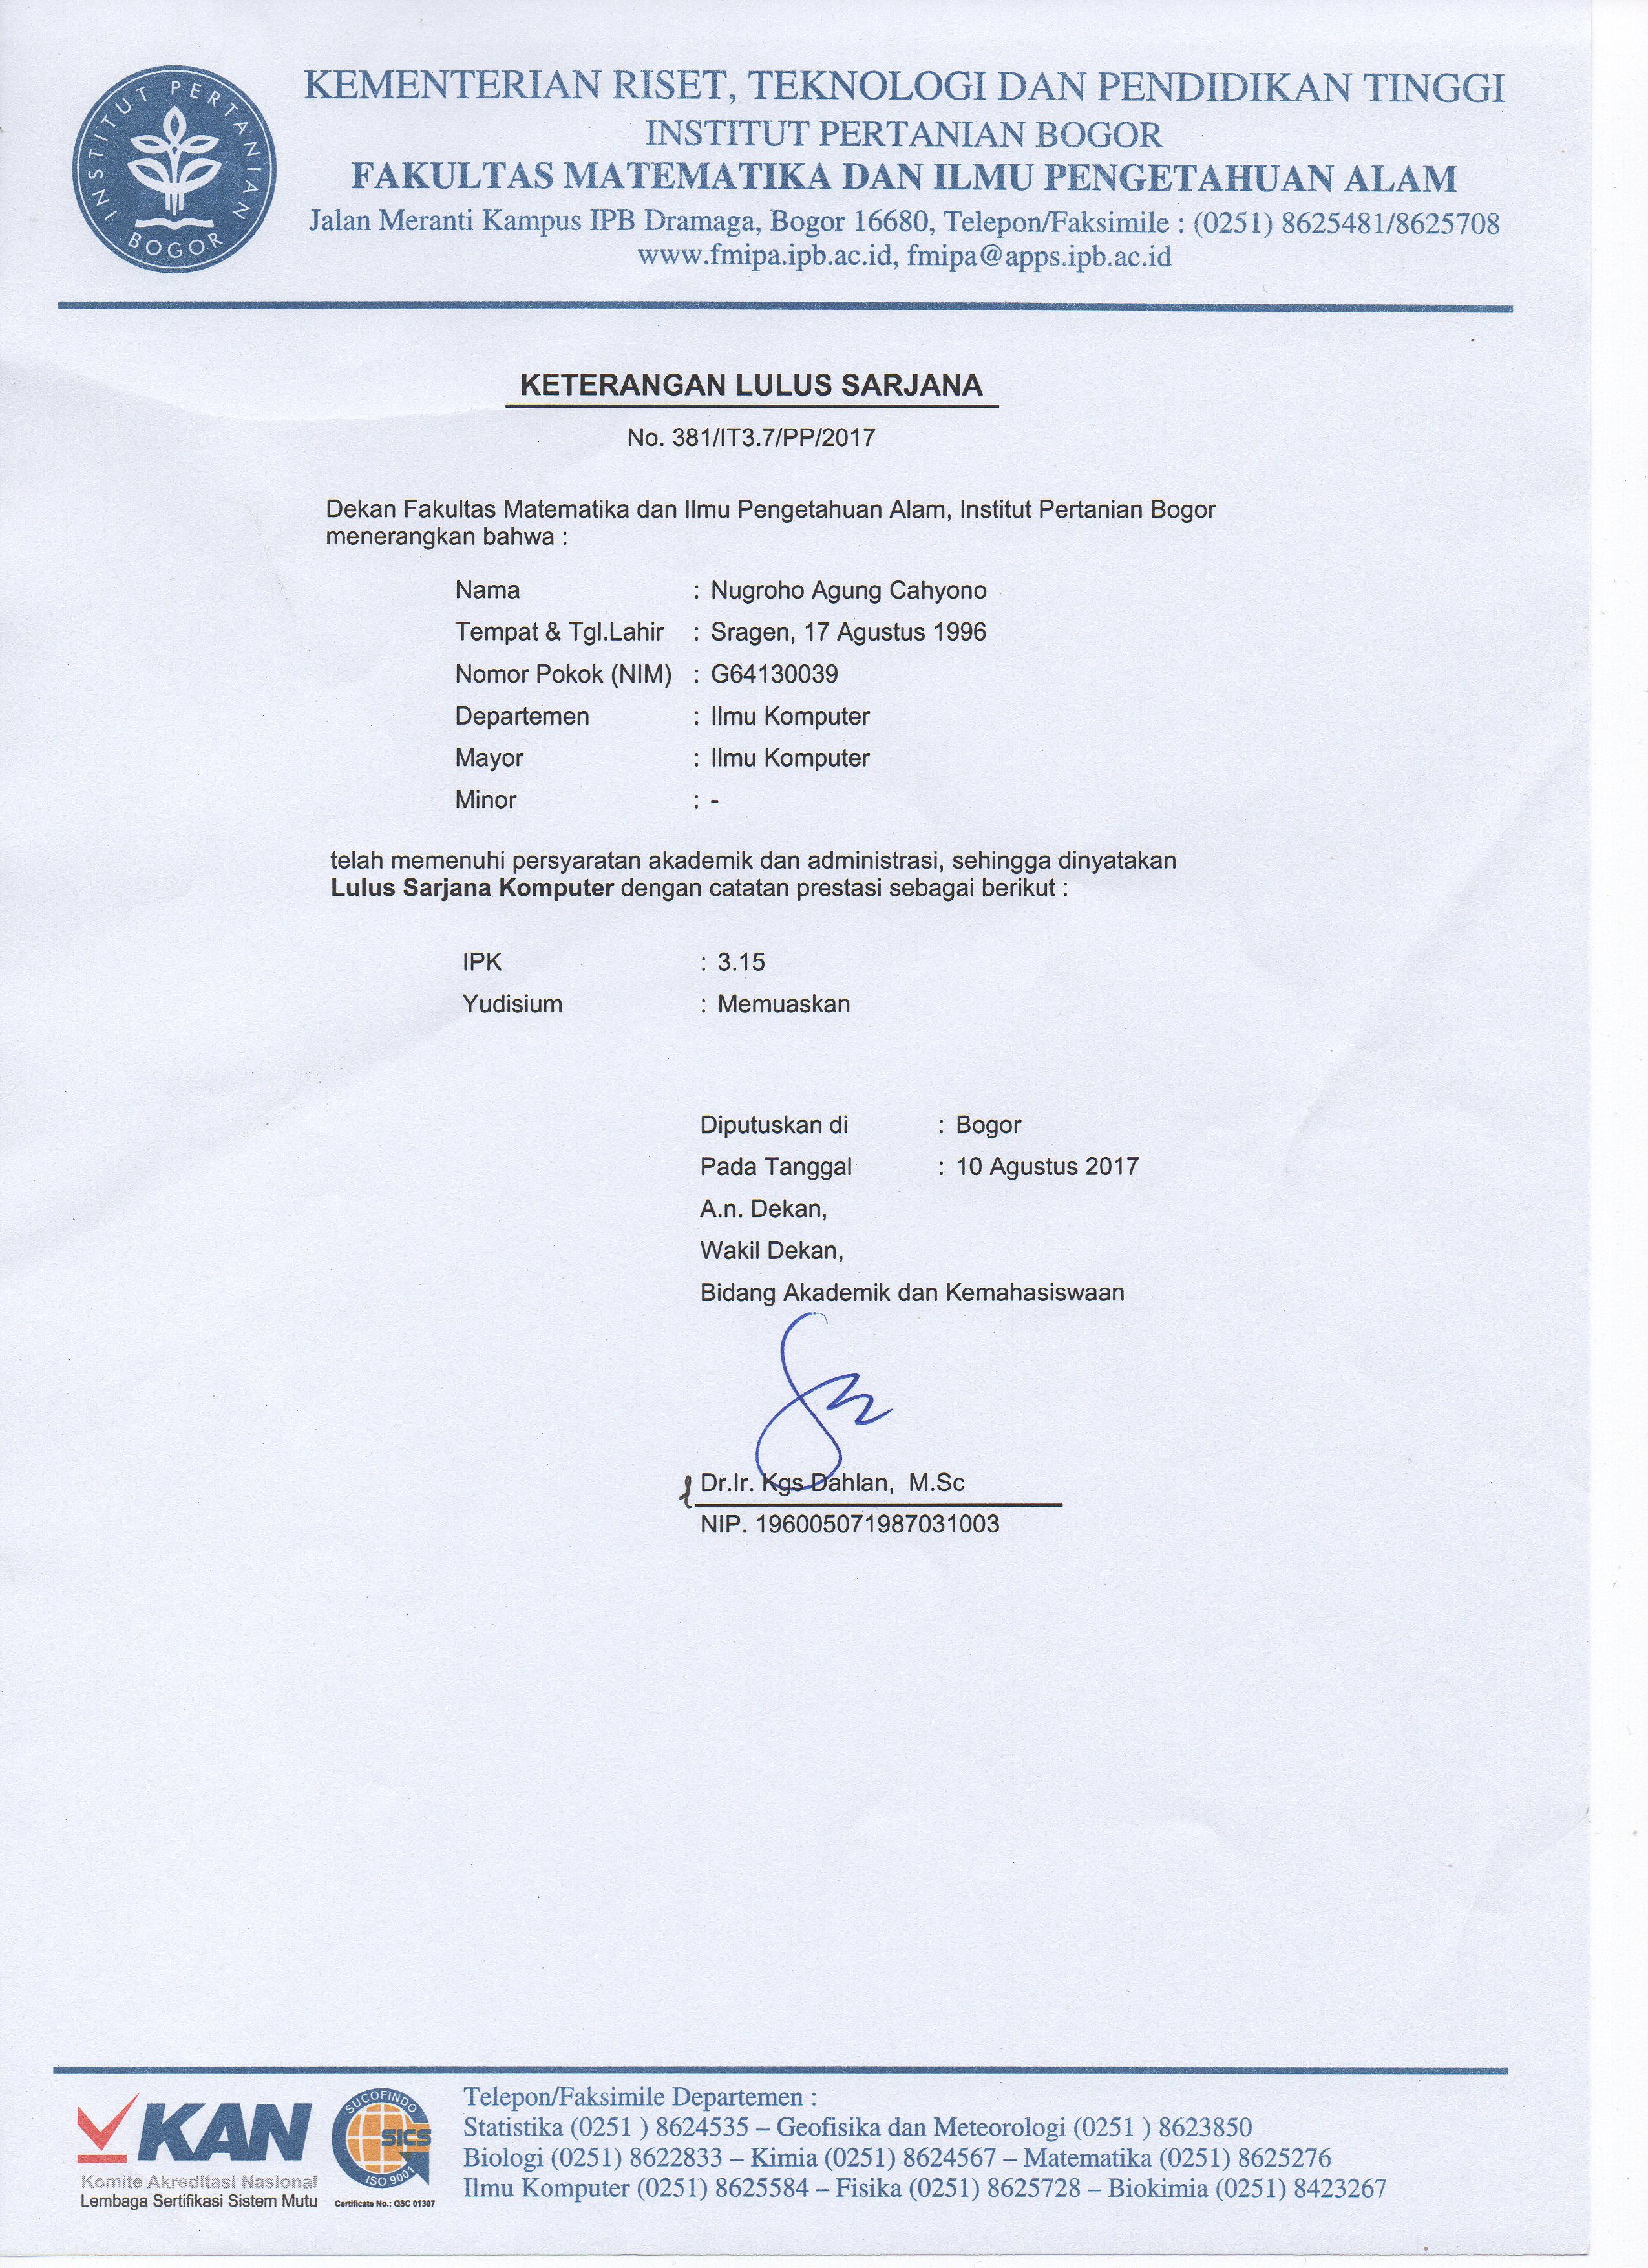 INSTITUT PERTANIAN
BOGOR
KEMENTERIAN RISET, TEKNOLOGI DAN PENDIDIKAN TINGGI
INSTITUT PERTANIAN BOGOR
FAKULTAS MATEMATIKA DAN ILMU PENGETAHUAN ALAM
Jalan Meranti Kampus IPB Dramaga, Bogor 16680, Telepon/Faksimile : (0251) 8625481/8625708
www.fmipa.ipb.ac.id, fmipa@apps.ipb.ac.id
KETERANGAN LULUS SARJANA
No. 381/IT3.7/PP/2017
Dekan Fakultas Matematika dan Ilmu Pengetahuan Alam, Institut Pertanian Bogor
menerangkan bahwa :
Nama : Nugroho Agung Cahyono
Tempat & Tgl.Lahir : Sragen, 17 Agustus 1996
Nomor Pokok (NIM) : G64130039
Departemen : Ilmu Komputer
Mayor : Ilmu Komputer
Minor : -
telah memenuhi persyaratan akademik dan administrasi, sehingga dinyatakan
Lulus Sarjana Komputer dengan catatan prestasi sebagai berikut :
IPK : 3.15
Yudisium : Memuaskan
Diputuskan di : Bogor
Pada Tanggal : 10 Agustus 2017
A.n. Dekan,
Wakil Dekan,
Bidang Akademik dan Kemahasiswaan
Dr.Ir. Kgs Dahlan, M.Sc
NIP. 196005071987031003
KAN
Komite Akreditasi Nasional
Lembaga Sertifikasi Sistem Mutu
SUCOFINDO
SICS
ISO 9001
Certificate No.: QSC 01307
Telepon/Faksimile Departemen :
Statistika (0251 ) 8624535 – Geofisika dan Meteorologi (0251 ) 8623850
Biologi (0251) 8622833 – Kimia (0251) 8624567 – Matematika (0251) 8625276
Ilmu Komputer (0251) 8625584 – Fisika (0251) 8625728 – Biokimia (0251) 8423267